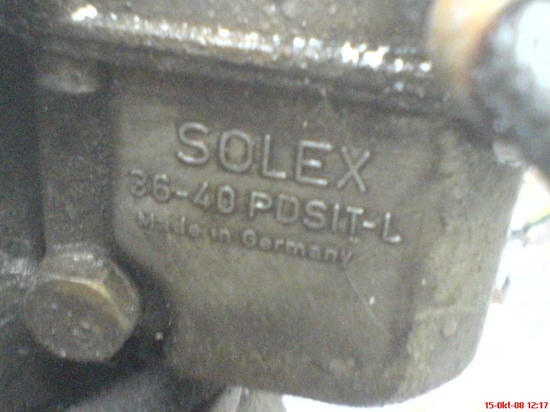 SOLEX
36-40 PDSIT-L
Made in Germany
15-Okt-08 12:17